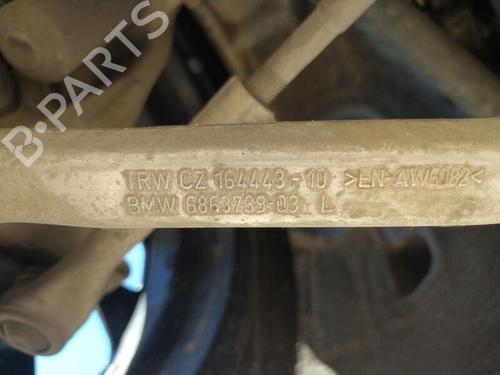 B-PARTS
TRW CZ 164443-10 >EN-AW6082<
BMW 6863739-03 L